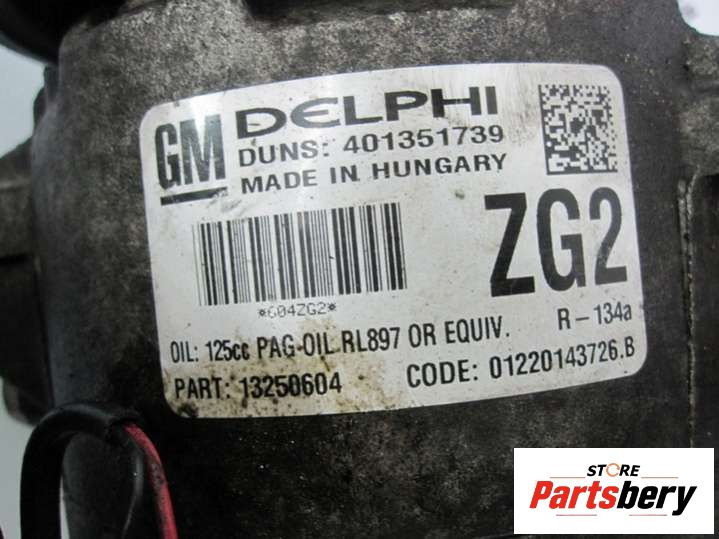 GM DELPHI
DUNS: 401351739
MADE IN HUNGARY
ZG2
*604ZG2*
R-134a
OIL: 125cc PAG-OIL RL897 OR EQUIV.
PART: 13250604
CODE: 01220143726.B
STORE
Partsbery